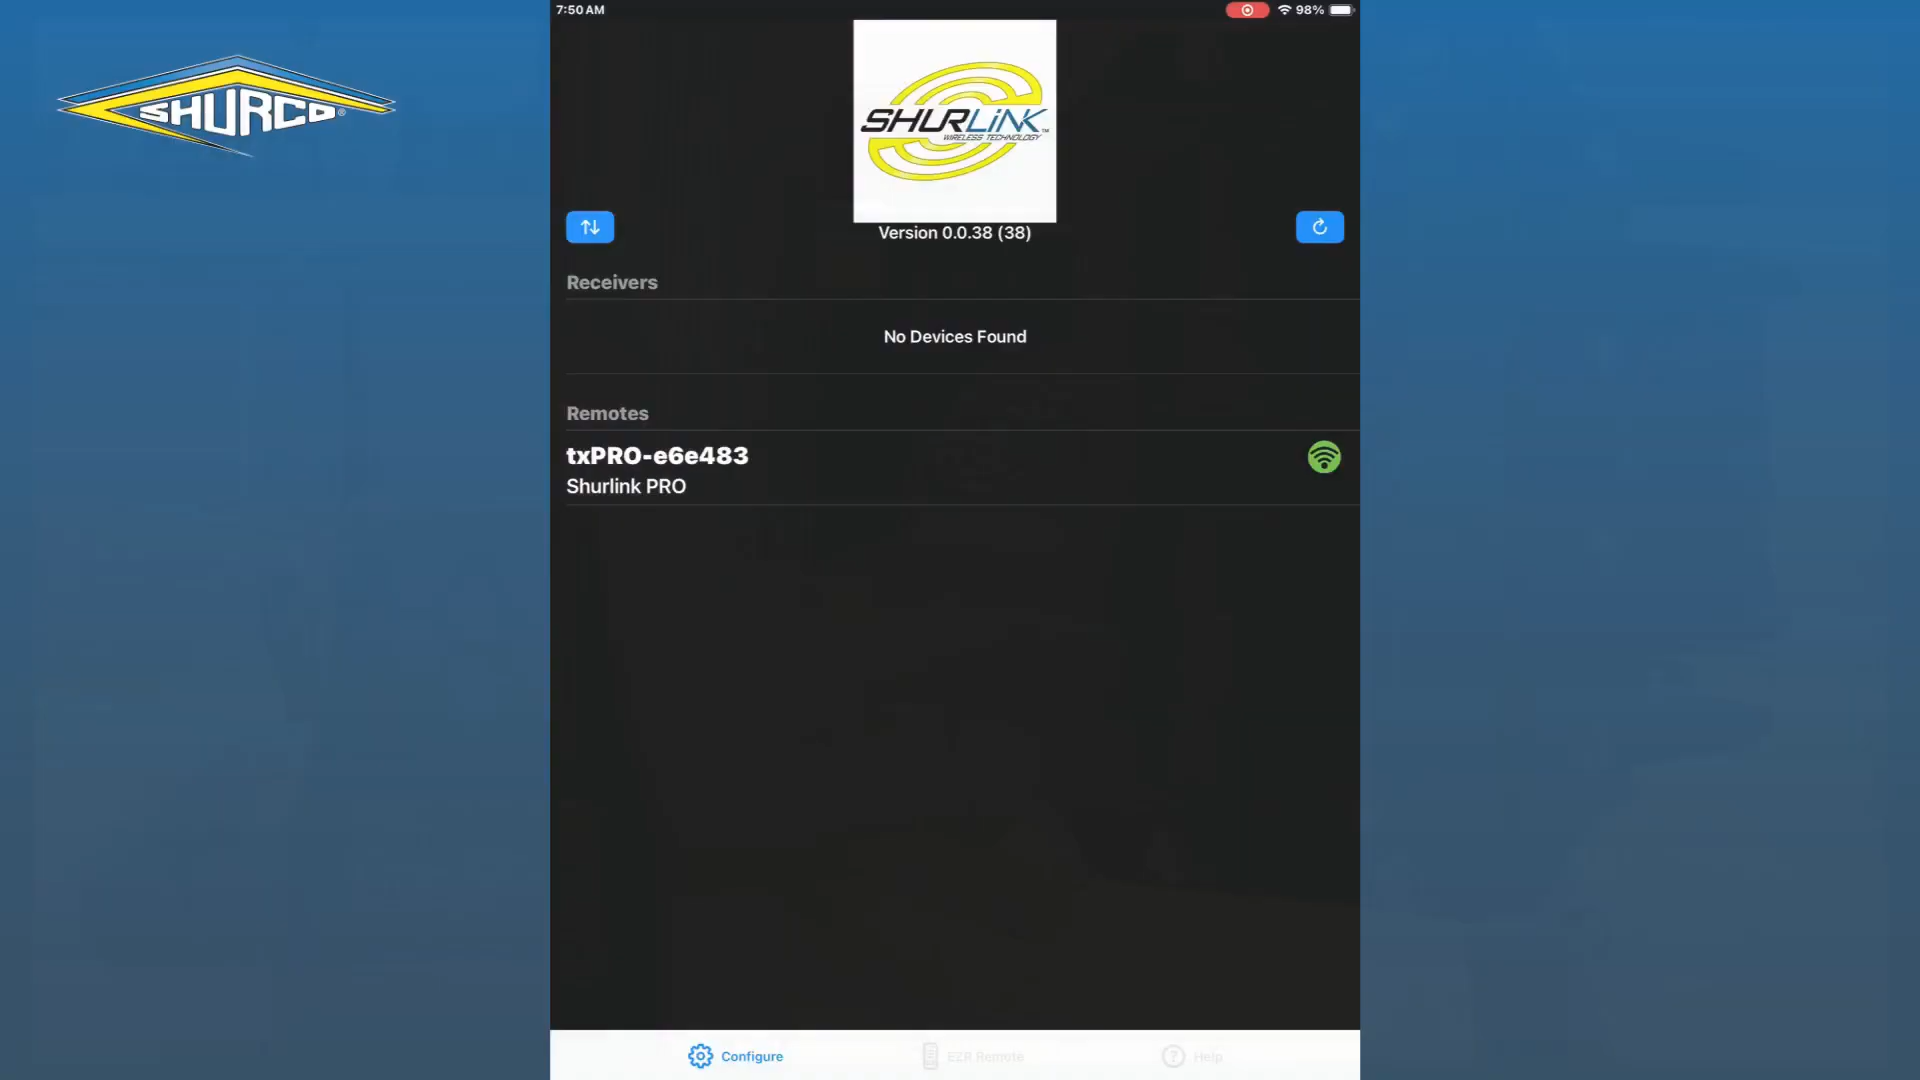 7:50 AM
98%
SHURCO®
SHURLiNK™
WIRELESS TECHNOLOGY
Version 0.0.38 (38)
Receivers
No Devices Found
Remotes
txPRO-e6e483
Shurlink PRO
Configure
EZR Remote
Help